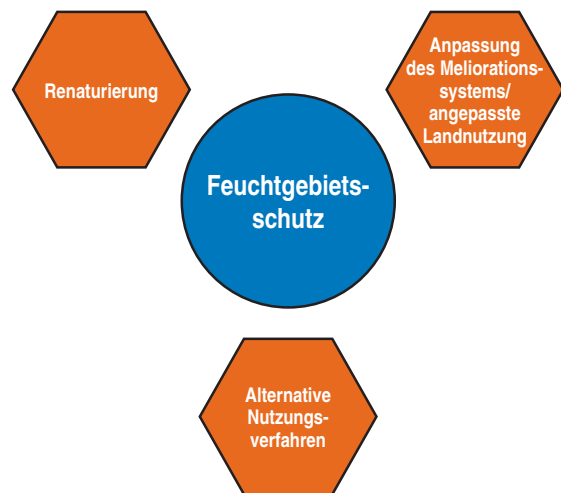 Renaturierung
Anpassung
des Meliorations-
systems/
angepasste
Landnutzung
Feuchtgebiets-
schutz
Alternative
Nutzungs-
verfahren